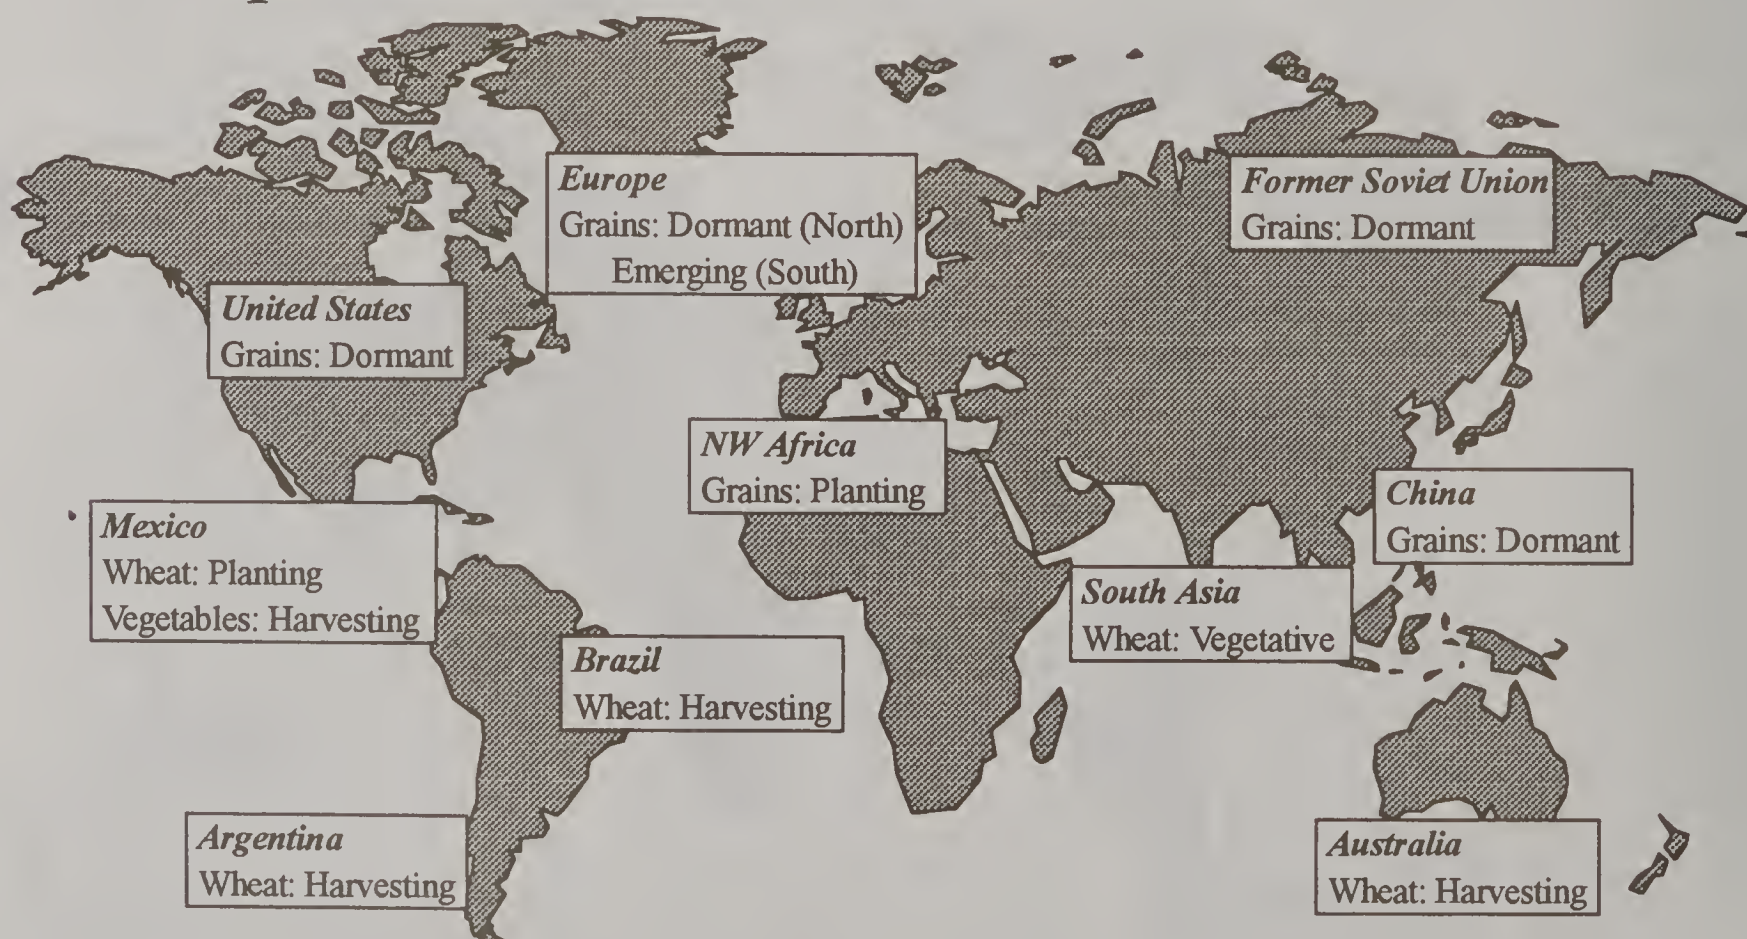 Europe
Grains: Dormant (North)
Emerging (South)
Former Soviet Union
Grains: Dormant
United States
Grains: Dormant
NW Africa
Grains: Planting
China
Grains: Dormant
Mexico
Wheat: Planting
Vegetables: Harvesting
South Asia
Wheat: Vegetative
Brazil
Wheat: Harvesting
Argentina
Wheat: Harvesting
Australia
Wheat: Harvesting